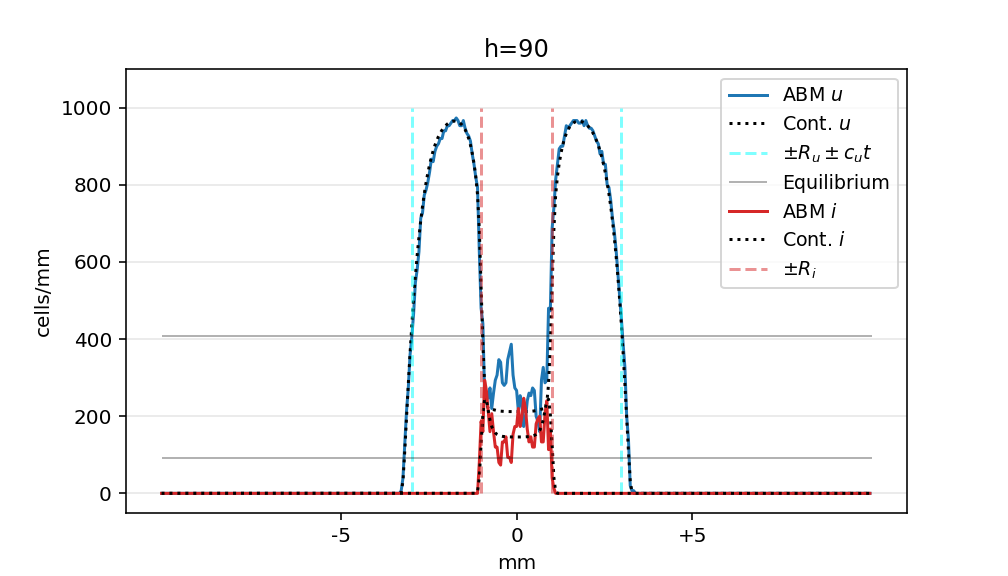 h=90
1000
800
600
400
200
0
cells/mm
-5
0
+5
mm
ABM u
Cont. u
±R_u ± c_u t
Equilibrium
ABM i
Cont. i
±R_i